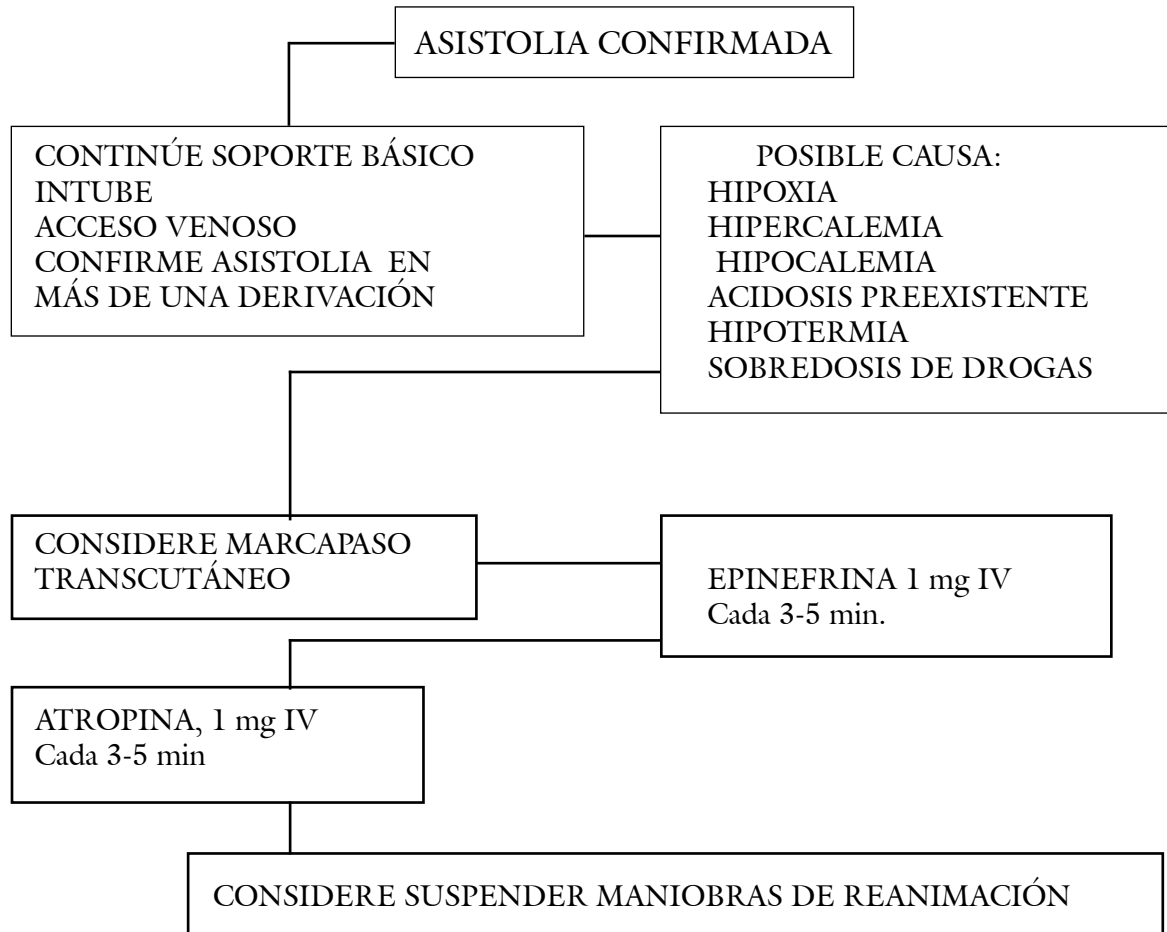 ASISTOLIA CONFIRMADA
CONTINÚE SOPORTE BÁSICO
INTUBE
ACCESO VENOSO
CONFIRME ASISTOLIA EN
MÁS DE UNA DERIVACIÓN
POSIBLE CAUSA:
HIPOXIA
HIPERCALEMIA
HIPOCALEMIA
ACIDOSIS PREEXISTENTE
HIPOTERMIA
SOBREDOSIS DE DROGAS
CONSIDERE MARCAPASO
TRANSCUTÁNEO
EPINEFRINA 1 mg IV
Cada 3-5 min.
ATROPINA, 1 mg IV
Cada 3-5 min
CONSIDERE SUSPENDER MANIOBRAS DE REANIMACIÓN